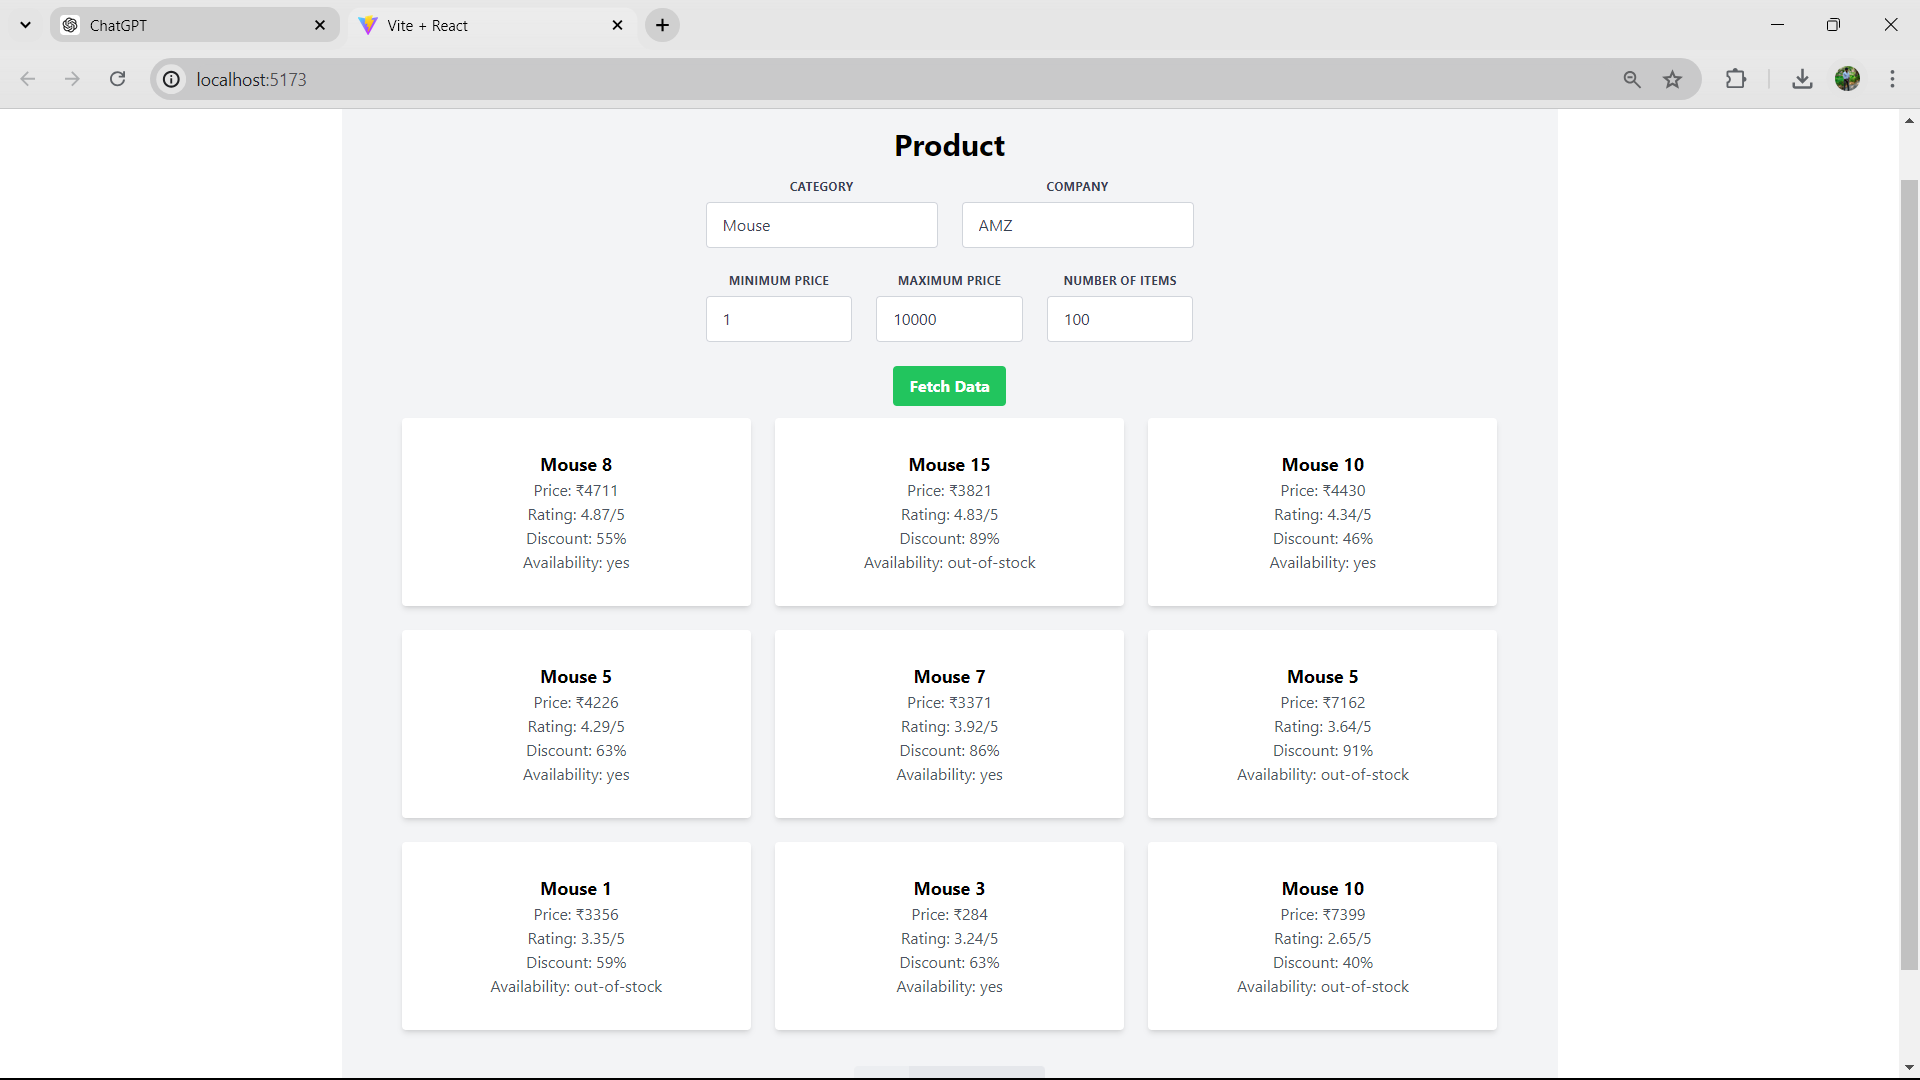 ChatGPT
Vite + React
localhost:5173
Product
CATEGORY
COMPANY
Mouse
AMZ
MINIMUM PRICE
MAXIMUM PRICE
NUMBER OF ITEMS
1
10000
100
Fetch Data
Mouse 8
Price: ₹4711
Rating: 4.87/5
Discount: 55%
Availability: yes
Mouse 15
Price: ₹3821
Rating: 4.83/5
Discount: 89%
Availability: out-of-stock
Mouse 10
Price: ₹4430
Rating: 4.34/5
Discount: 46%
Availability: yes
Mouse 5
Price: ₹4226
Rating: 4.29/5
Discount: 63%
Availability: yes
Mouse 7
Price: ₹3371
Rating: 3.92/5
Discount: 86%
Availability: yes
Mouse 5
Price: ₹7162
Rating: 3.64/5
Discount: 91%
Availability: out-of-stock
Mouse 1
Price: ₹3356
Rating: 3.35/5
Discount: 59%
Availability: out-of-stock
Mouse 3
Price: ₹284
Rating: 3.24/5
Discount: 63%
Availability: yes
Mouse 10
Price: ₹7399
Rating: 2.65/5
Discount: 40%
Availability: out-of-stock